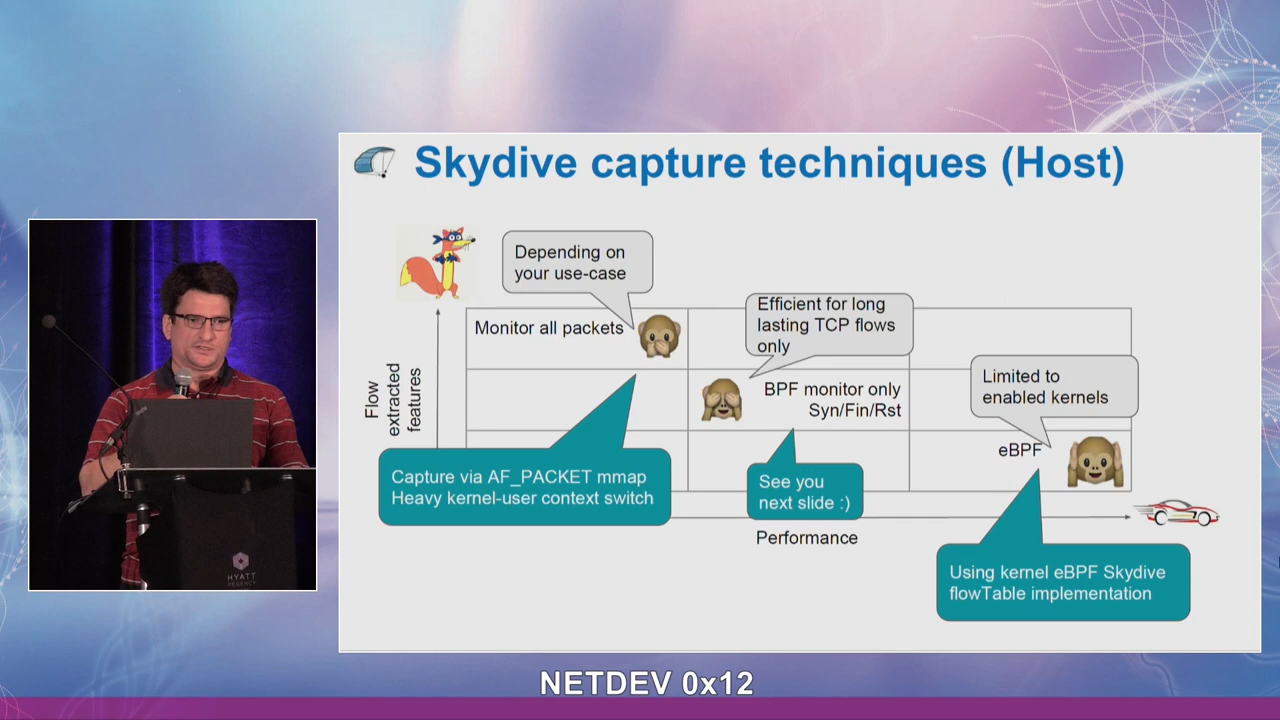 Skydive capture techniques (Host)
Depending on
your use-case
Efficient for long
lasting TCP flows
only
Monitor all packets
BPF monitor only
Syn/Fin/Rst
Limited to
enabled kernels
eBPF
Flow
extracted
features
Capture via AF_PACKET mmap
Heavy kernel-user context switch
See you
next slide :)
Performance
Using kernel eBPF Skydive
flowTable implementation
HYATT
REGENCY
NETDEV 0x12